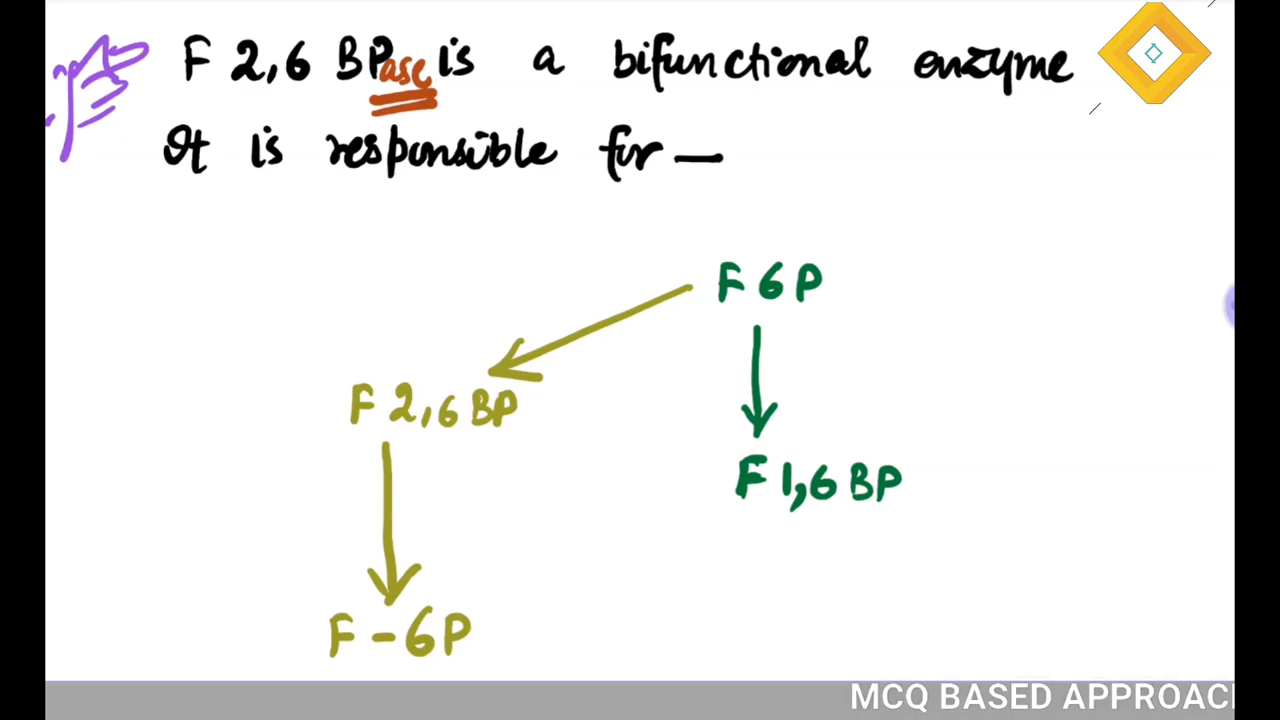 F 2,6 BPase is a bifunctional enzyme
It is responsible for —
F 6 P
F 2,6 BP
F 1,6 BP
F - 6P
MCQ BASED APPROAC